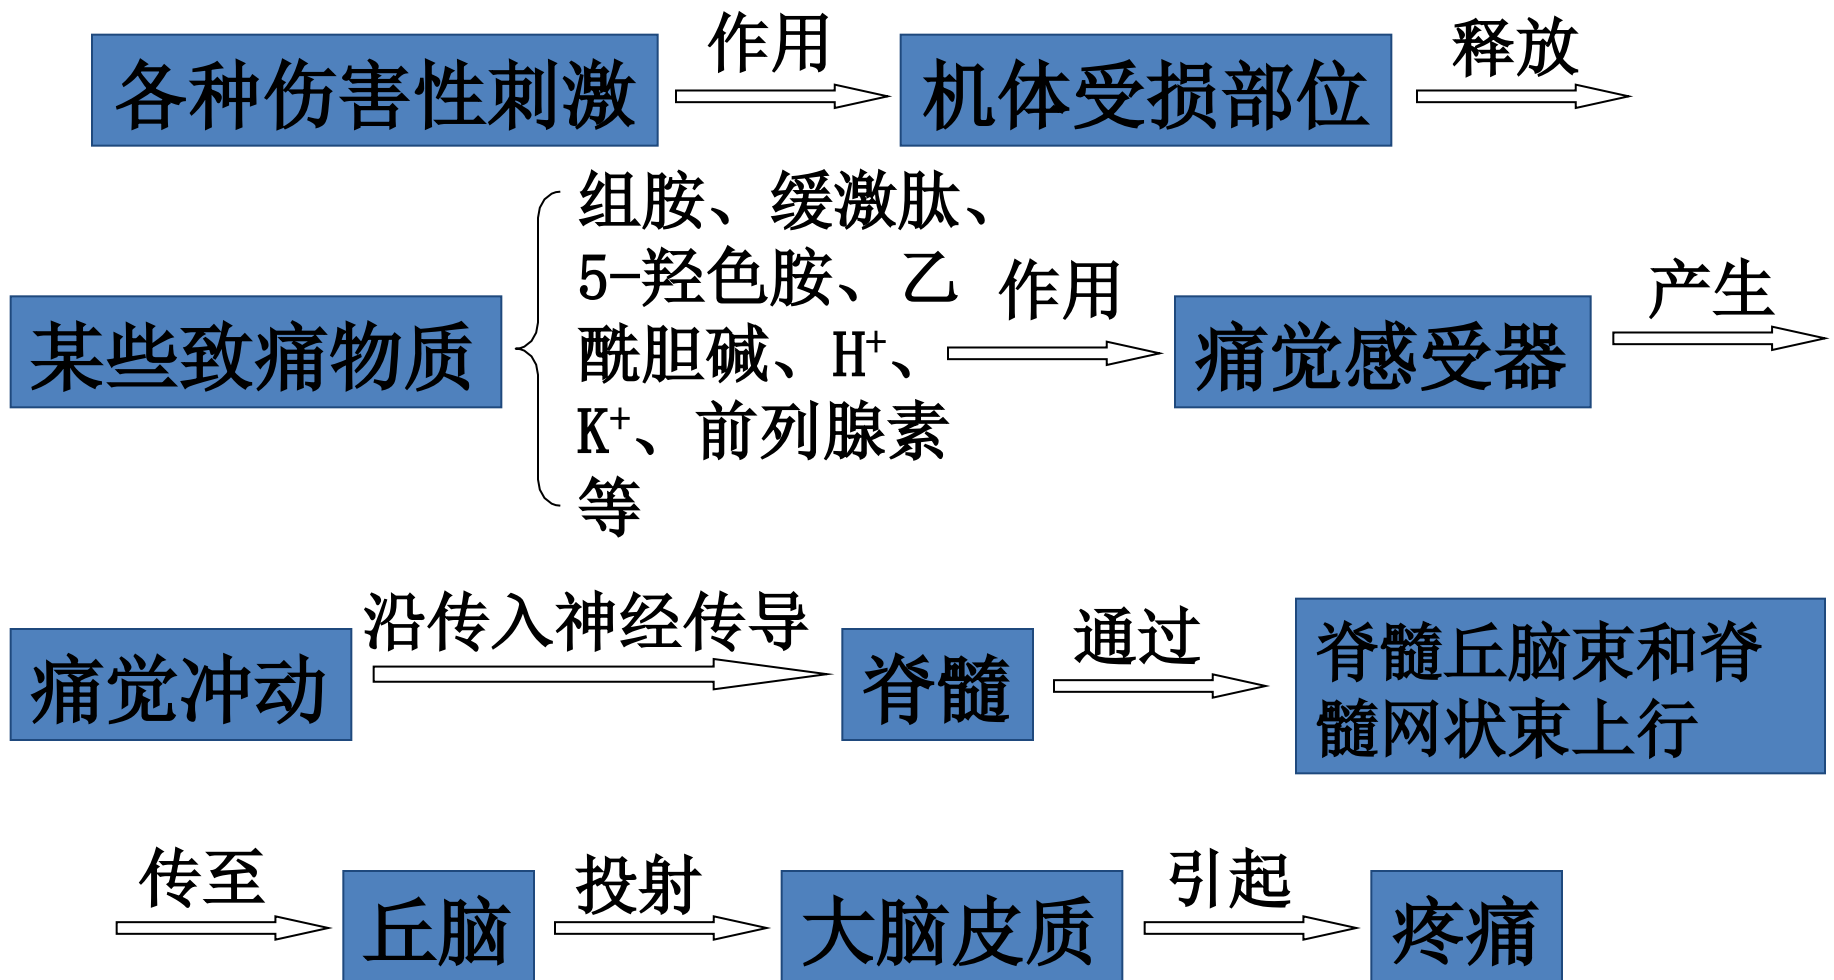 各种伤害性刺激 作用 机体受损部位 释放
某些致痛物质
组胺、缓激肽、
5-羟色胺、乙
酰胆碱、H⁺、
K⁺、前列腺素
等
作用 痛觉感受器 产生
痛觉冲动 沿传入神经传导 脊髓 通过
脊髓丘脑束和脊
髓网状束上行
传至 丘脑 投射 大脑皮质 引起 疼痛